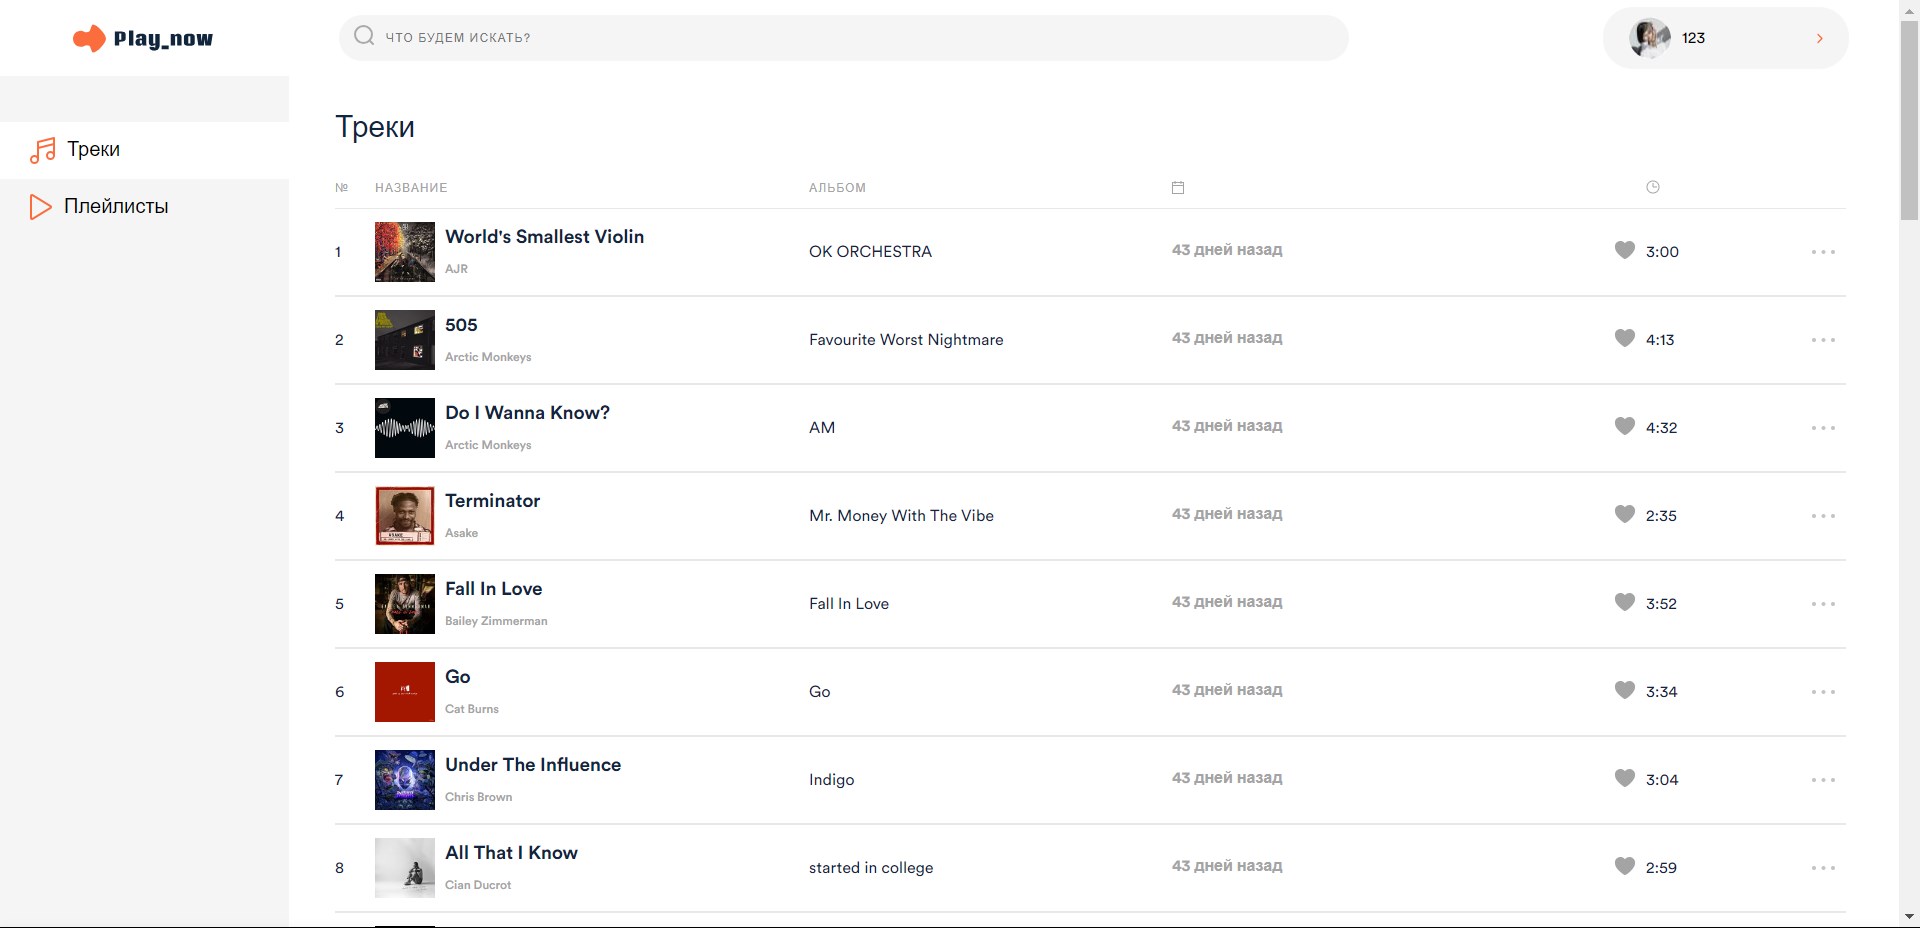 Play_now
ЧТО БУДЕМ ИСКАТЬ?
123
Треки
Плейлисты
Треки
№ НАЗВАНИЕ АЛЬБОМ
1 World's Smallest Violin AJR OK ORCHESTRA 43 дней назад 3:00
2 505 Arctic Monkeys Favourite Worst Nightmare 43 дней назад 4:13
3 Do I Wanna Know? Arctic Monkeys AM 43 дней назад 4:32
4 Terminator Asake Mr. Money With The Vibe 43 дней назад 2:35
5 Fall In Love Bailey Zimmerman Fall In Love 43 дней назад 3:52
6 Go Cat Burns Go 43 дней назад 3:34
7 Under The Influence Chris Brown Indigo 43 дней назад 3:04
8 All That I Know Cian Ducrot started in college 43 дней назад 2:59